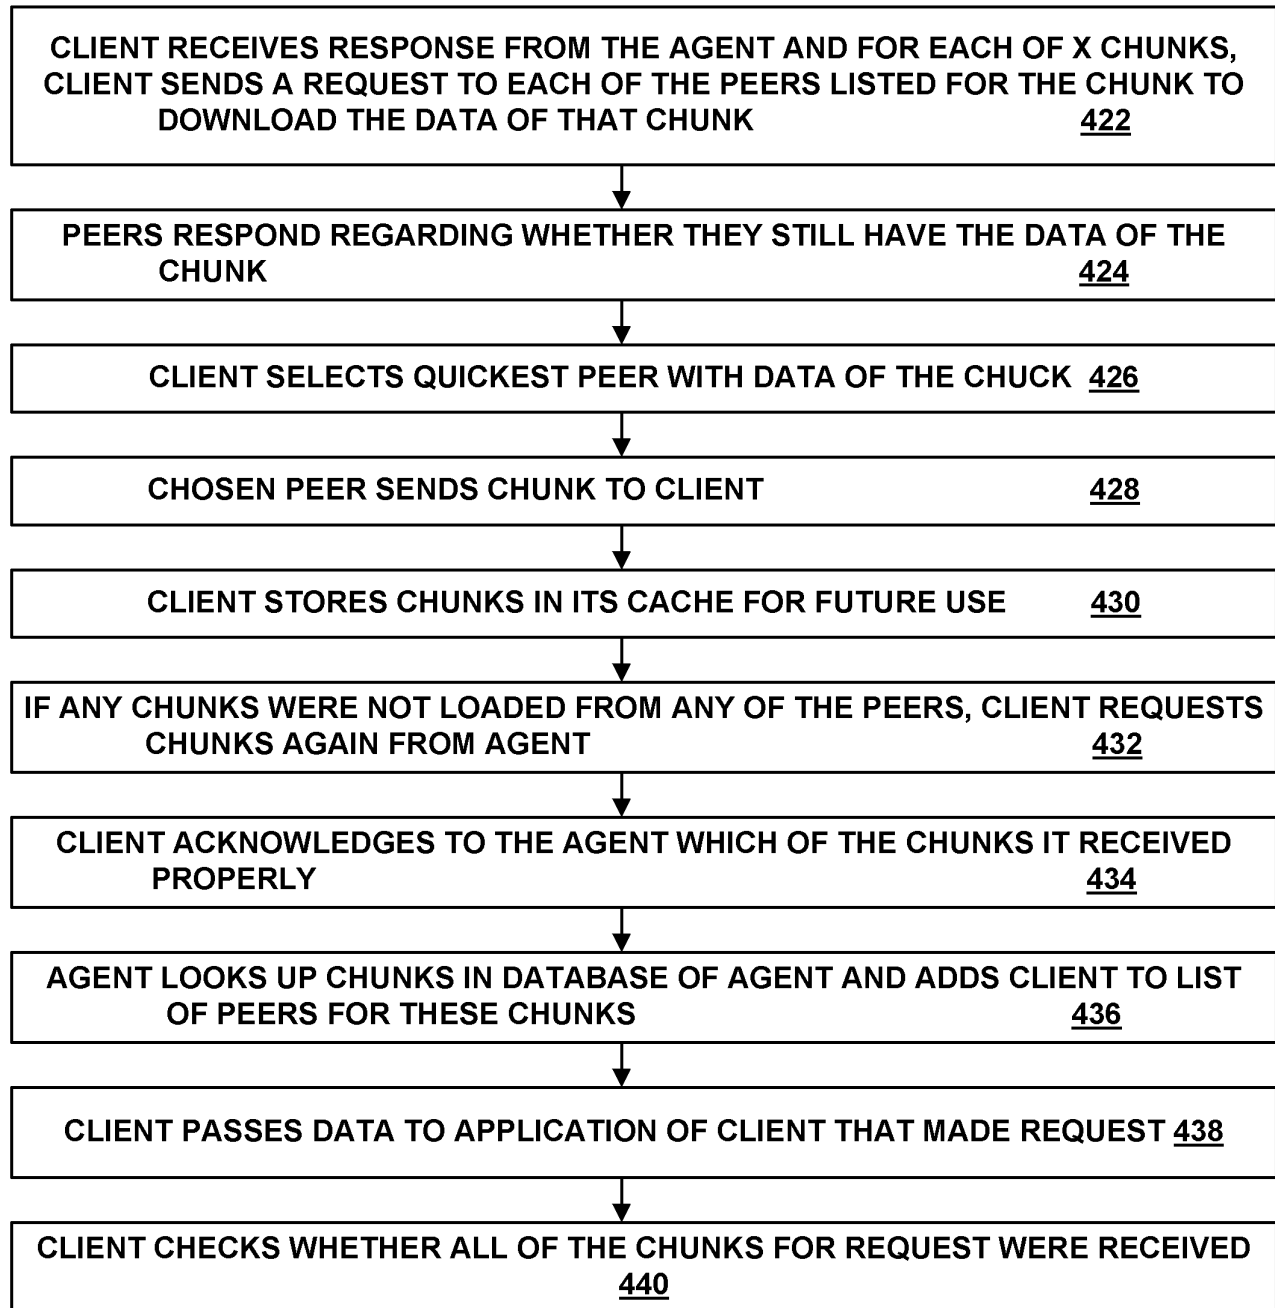 CLIENT RECEIVES RESPONSE FROM THE AGENT AND FOR EACH OF X CHUNKS,
CLIENT SENDS A REQUEST TO EACH OF THE PEERS LISTED FOR THE CHUNK TO
DOWNLOAD THE DATA OF THAT CHUNK 422
PEERS RESPOND REGARDING WHETHER THEY STILL HAVE THE DATA OF THE
CHUNK 424
CLIENT SELECTS QUICKEST PEER WITH DATA OF THE CHUCK 426
CHOSEN PEER SENDS CHUNK TO CLIENT 428
CLIENT STORES CHUNKS IN ITS CACHE FOR FUTURE USE 430
IF ANY CHUNKS WERE NOT LOADED FROM ANY OF THE PEERS, CLIENT REQUESTS
CHUNKS AGAIN FROM AGENT 432
CLIENT ACKNOWLEDGES TO THE AGENT WHICH OF THE CHUNKS IT RECEIVED
PROPERLY 434
AGENT LOOKS UP CHUNKS IN DATABASE OF AGENT AND ADDS CLIENT TO LIST
OF PEERS FOR THESE CHUNKS 436
CLIENT PASSES DATA TO APPLICATION OF CLIENT THAT MADE REQUEST 438
CLIENT CHECKS WHETHER ALL OF THE CHUNKS FOR REQUEST WERE RECEIVED
440